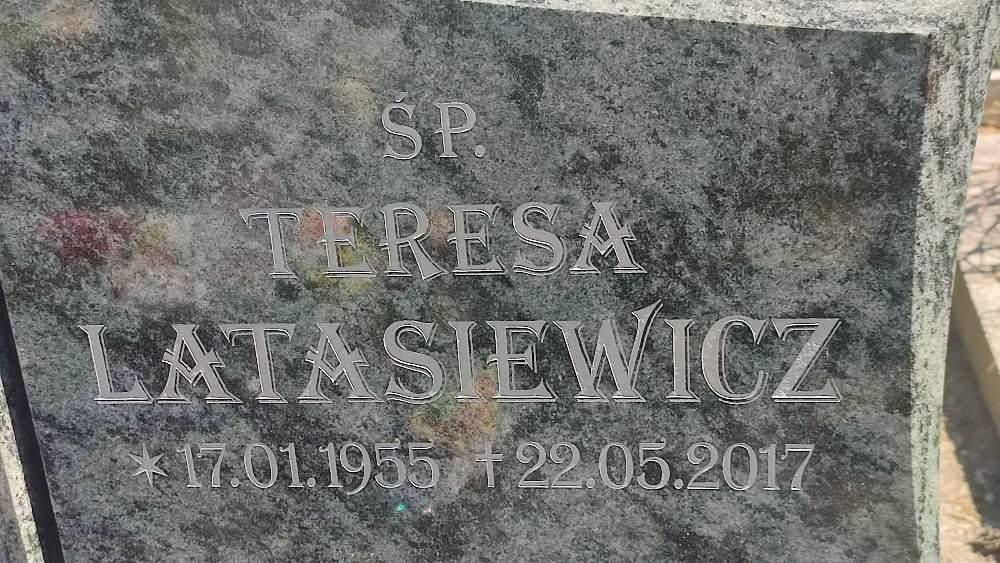 ŚP.
TERESA
LATASIEWICZ
*17.01.1955 †22.05.2017